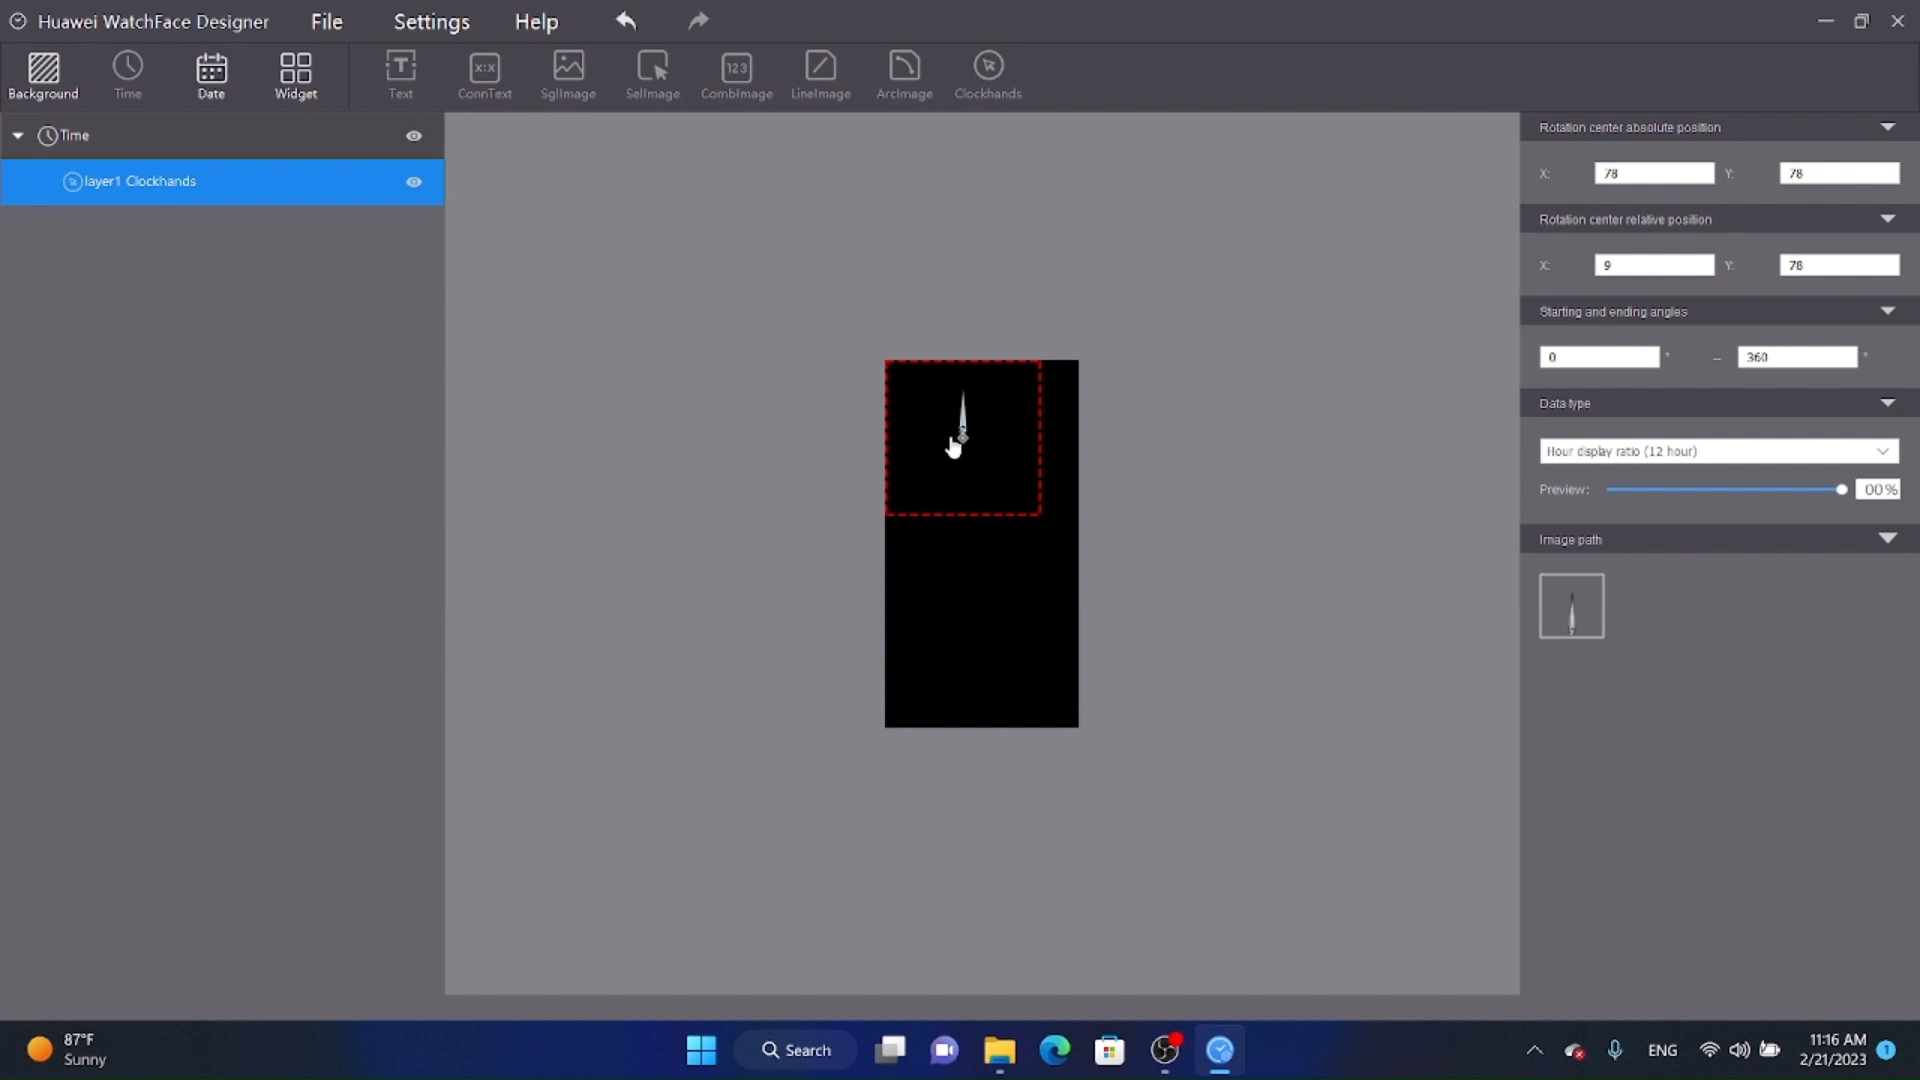 Huawei WatchFace Designer File Settings Help
Background Time Date Widget Text ConnText SglImage SelImage CombImage LineImage ArcImage Clockhands
x:x 123
Time
layer1 Clockhands
Rotation center absolute position
X: 78 Y: 78
Rotation center relative position
X: 9 Y: 78
Starting and ending angles
0 ° – 360 °
Data type
Hour display ratio (12 hour)
Preview: 00%
Image path
87°F
Sunny
Search
ENG
11:16 AM
2/21/2023
1